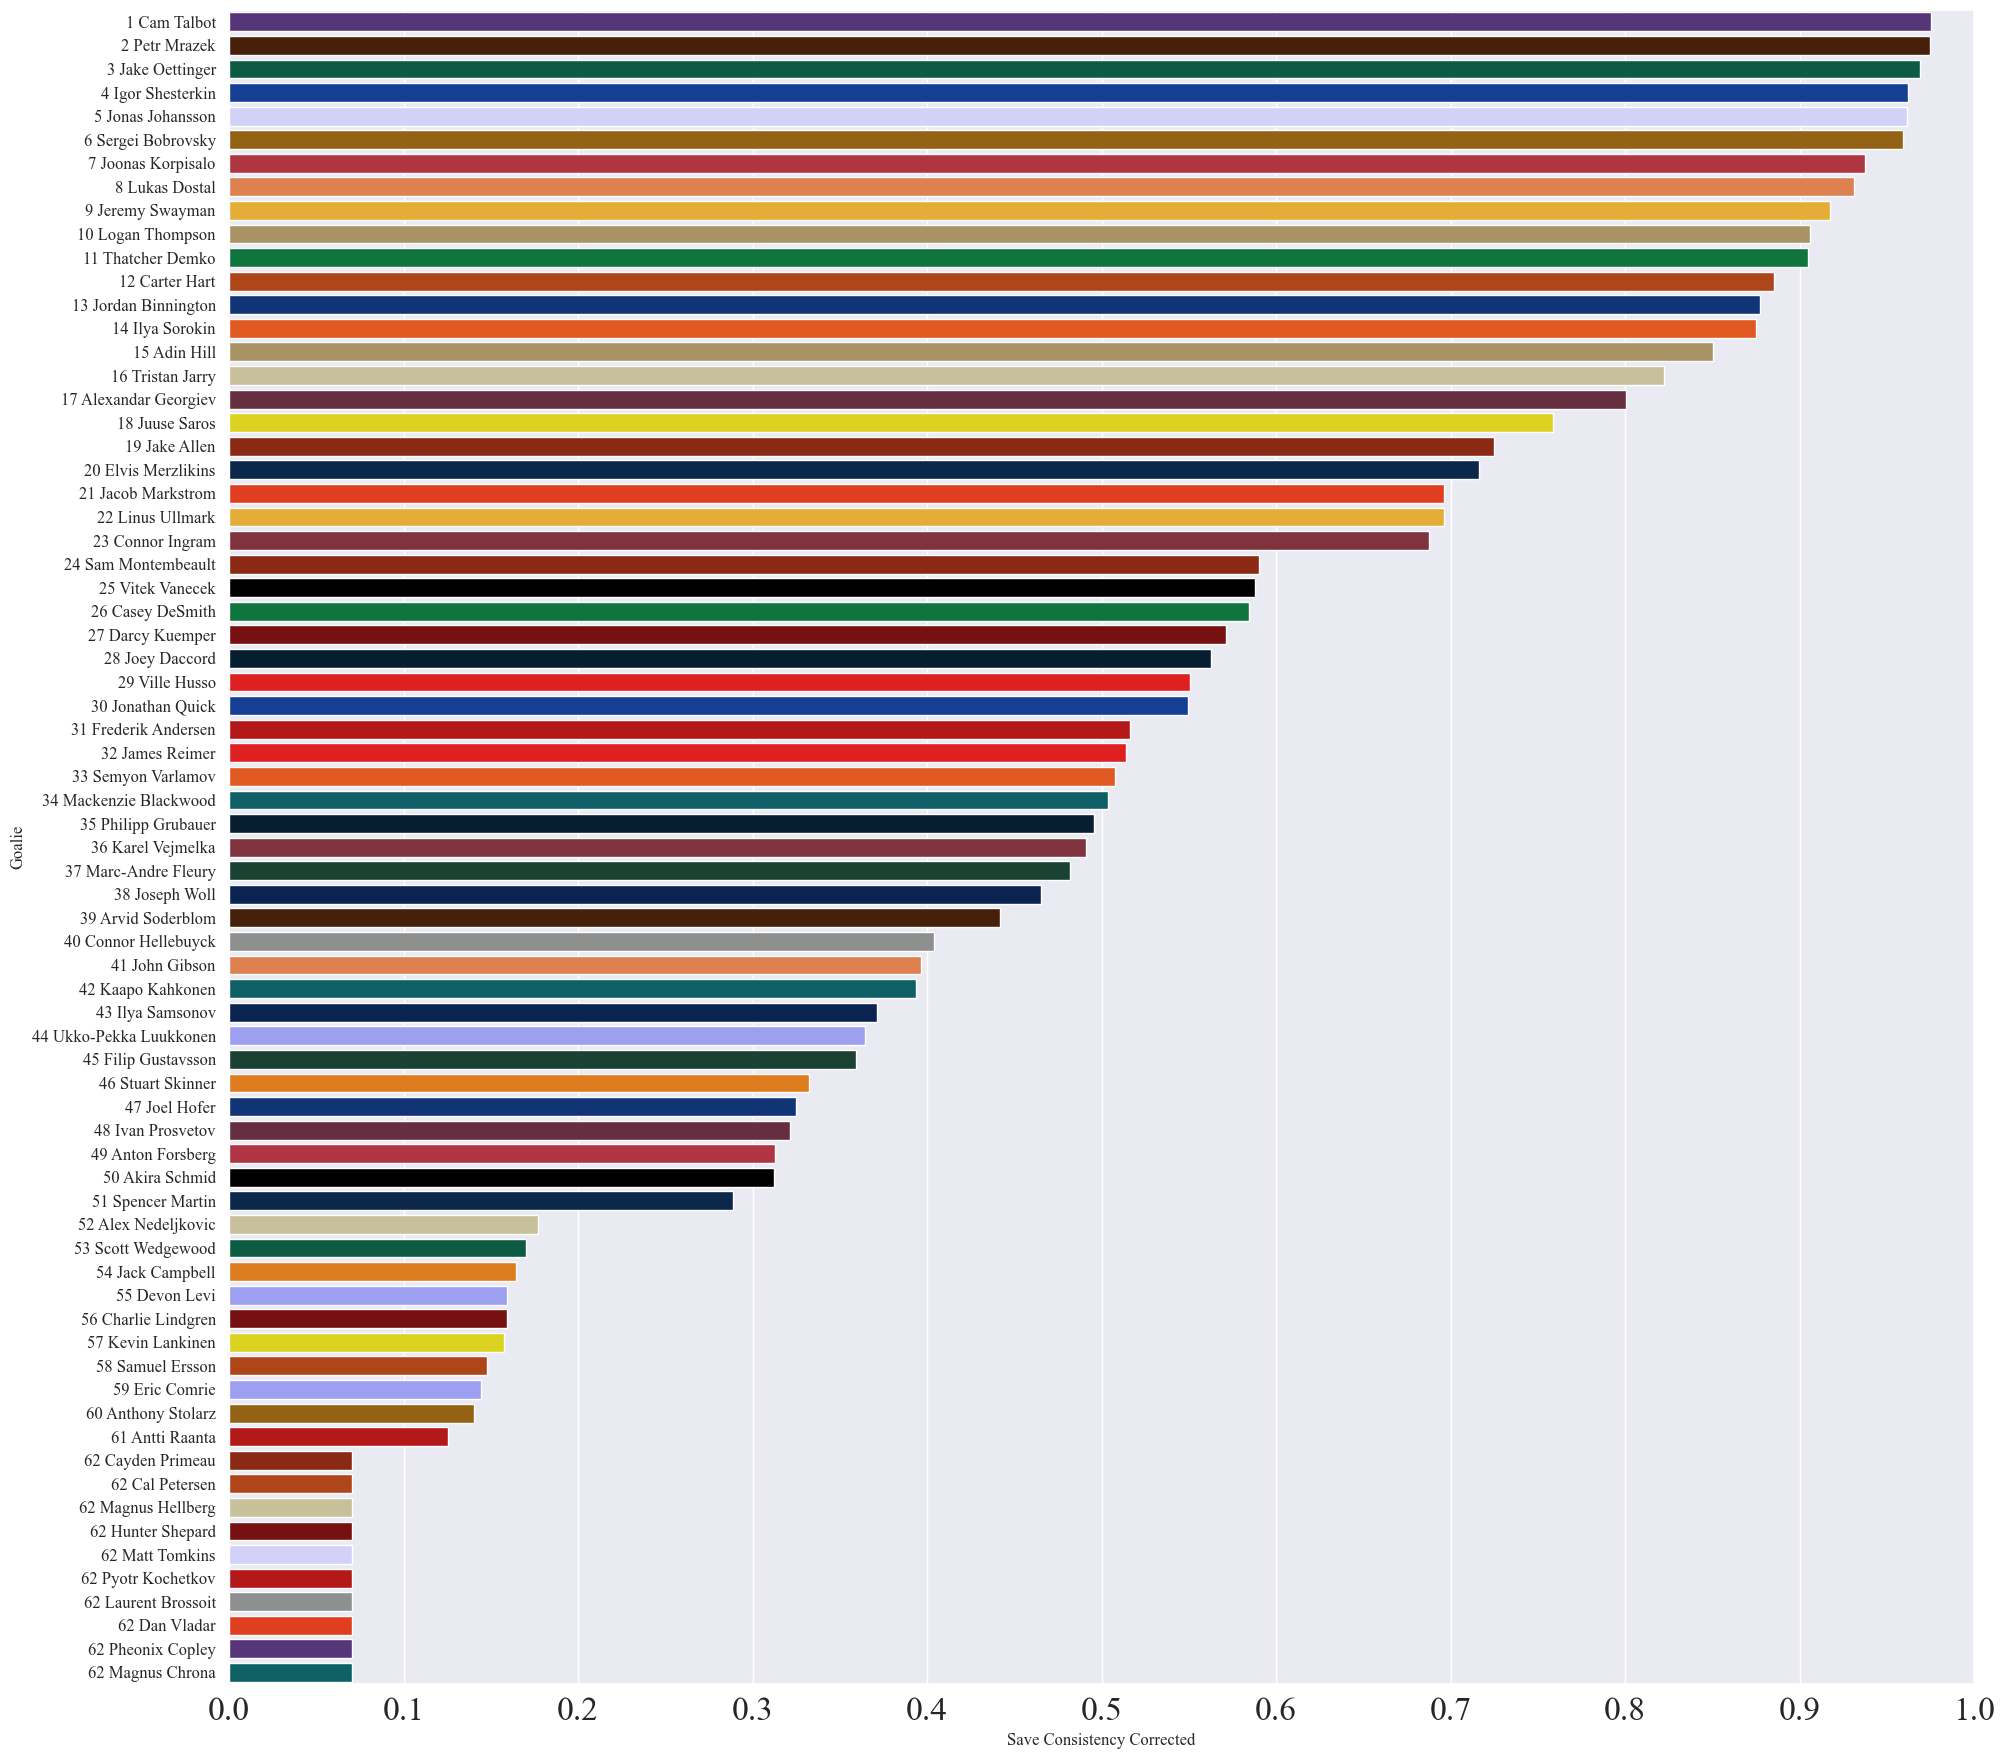 1 Cam Talbot
2 Petr Mrazek
3 Jake Oettinger
4 Igor Shesterkin
5 Jonas Johansson
6 Sergei Bobrovsky
7 Joonas Korpisalo
8 Lukas Dostal
9 Jeremy Swayman
10 Logan Thompson
11 Thatcher Demko
12 Carter Hart
13 Jordan Binnington
14 Ilya Sorokin
15 Adin Hill
16 Tristan Jarry
17 Alexandar Georgiev
18 Juuse Saros
19 Jake Allen
20 Elvis Merzlikins
21 Jacob Markstrom
22 Linus Ullmark
23 Connor Ingram
24 Sam Montembeault
25 Vitek Vanecek
26 Casey DeSmith
27 Darcy Kuemper
28 Joey Daccord
29 Ville Husso
30 Jonathan Quick
31 Frederik Andersen
32 James Reimer
33 Semyon Varlamov
34 Mackenzie Blackwood
35 Philipp Grubauer
36 Karel Vejmelka
37 Marc-Andre Fleury
38 Joseph Woll
39 Arvid Soderblom
40 Connor Hellebuyck
41 John Gibson
42 Kaapo Kahkonen
43 Ilya Samsonov
44 Ukko-Pekka Luukkonen
45 Filip Gustavsson
46 Stuart Skinner
47 Joel Hofer
48 Ivan Prosvetov
49 Anton Forsberg
50 Akira Schmid
51 Spencer Martin
52 Alex Nedeljkovic
53 Scott Wedgewood
54 Jack Campbell
55 Devon Levi
56 Charlie Lindgren
57 Kevin Lankinen
58 Samuel Ersson
59 Eric Comrie
60 Anthony Stolarz
61 Antti Raanta
62 Cayden Primeau
62 Cal Petersen
62 Magnus Hellberg
62 Hunter Shepard
62 Matt Tomkins
62 Pyotr Kochetkov
62 Laurent Brossoit
62 Dan Vladar
62 Pheonix Copley
62 Magnus Chrona
Goalie
0.0 0.1 0.2 0.3 0.4 0.5 0.6 0.7 0.8 0.9 1.0
Save Consistency Corrected